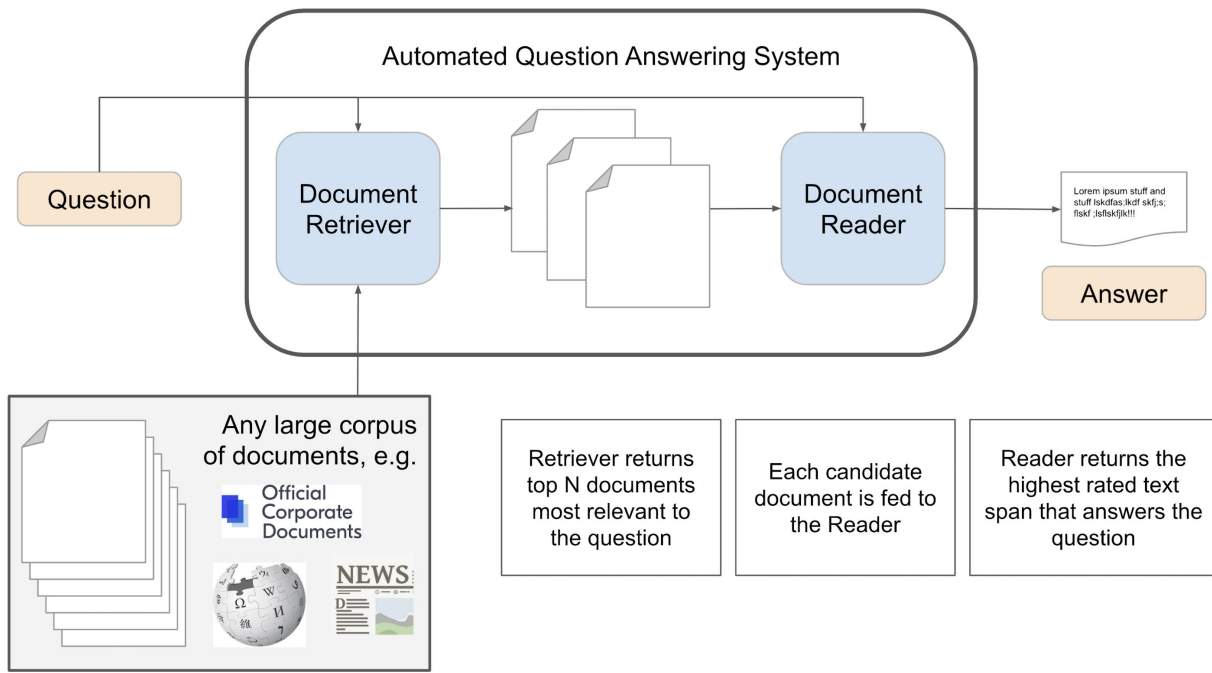 Automated Question Answering System
Question
Document
Retriever
Document
Reader
Lorem ipsum stuff and
stuff lskdfas;lkdf skfj;s;
flskf ;lsflskfjlk!!!
Answer
Any large corpus
of documents, e.g.
Official
Corporate
Documents
Ω
W
И
維
NEWS
D
Retriever returns
top N documents
most relevant to
the question
Each candidate
document is fed to
the Reader
Reader returns the
highest rated text
span that answers the
question